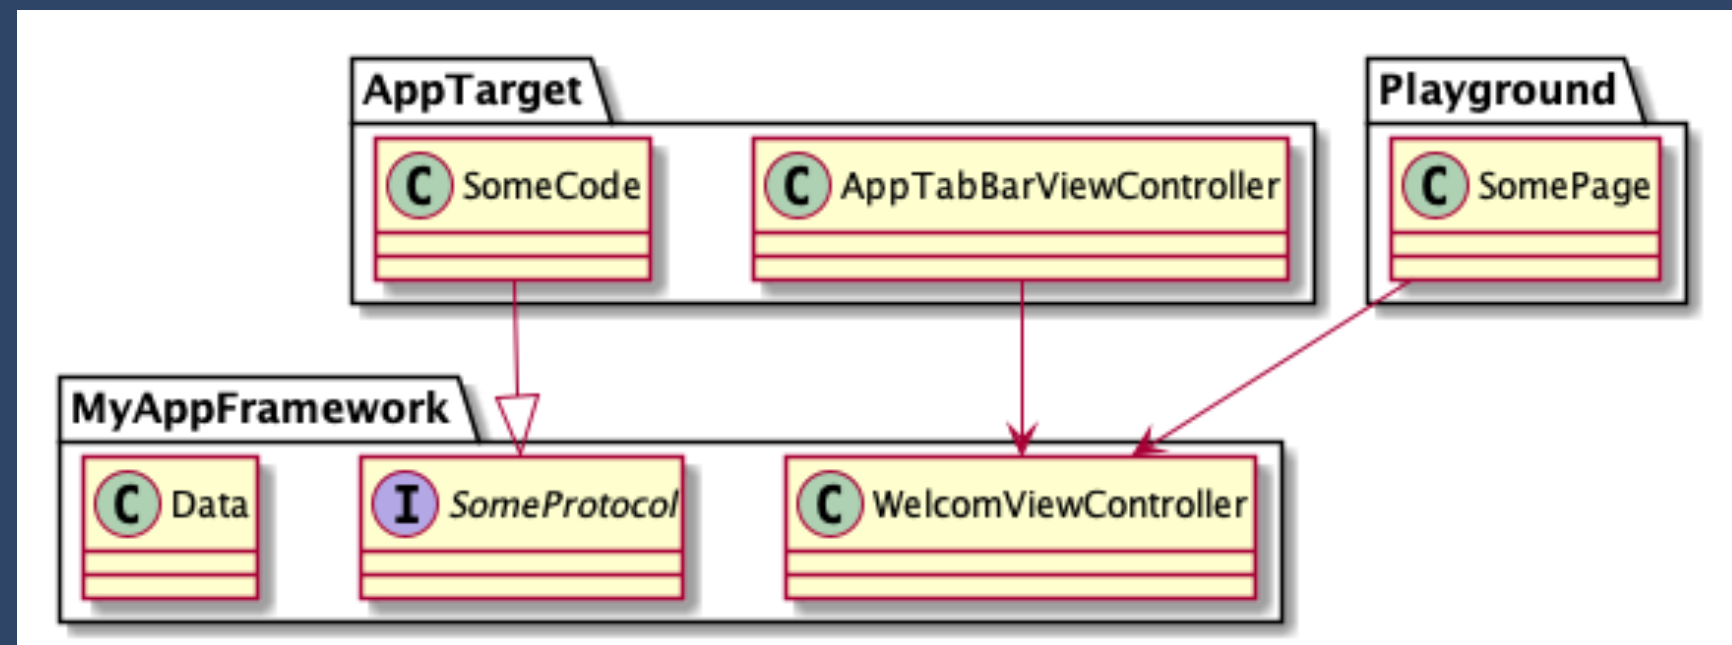 AppTarget
Playground
C SomeCode
C AppTabBarViewController
C SomePage
MyAppFramework
C Data
I SomeProtocol
C WelcomViewController